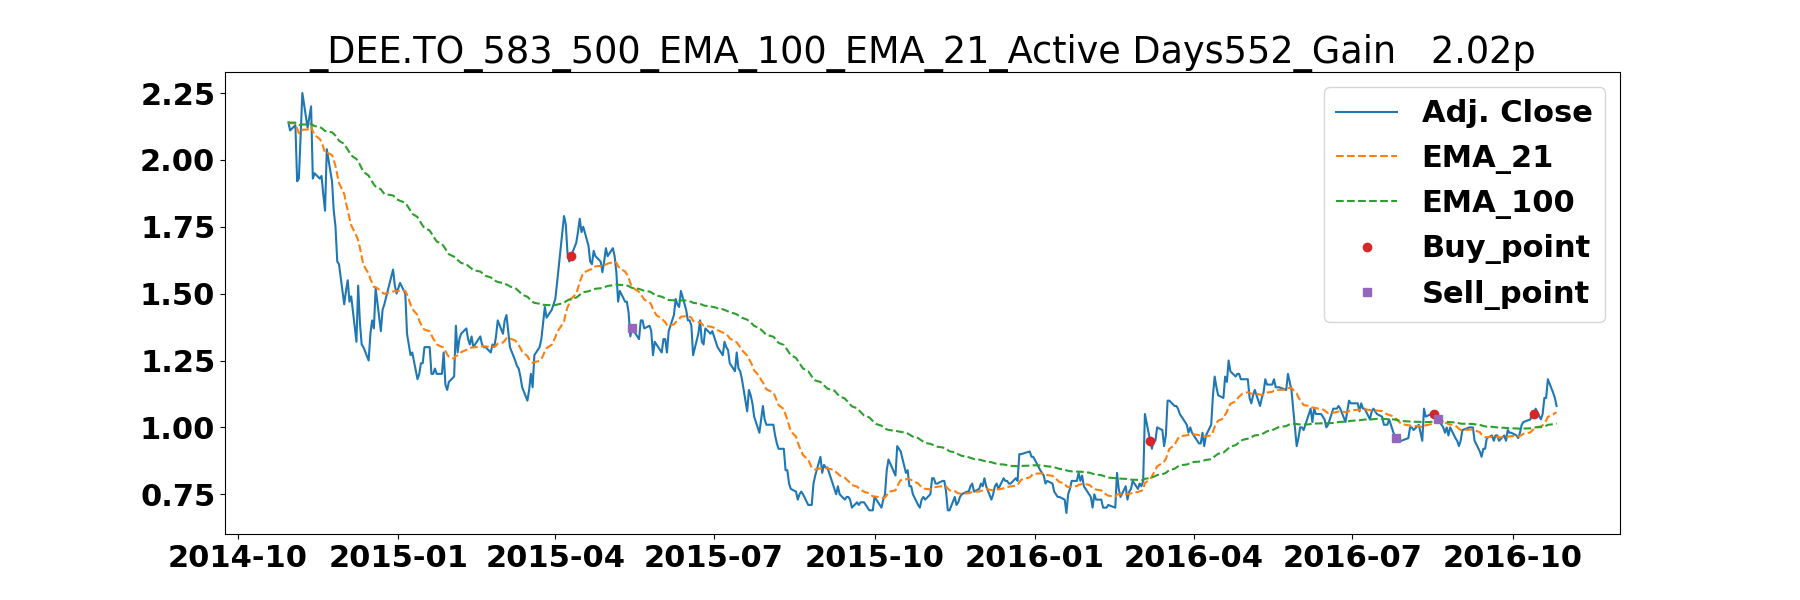 _DEE.TO_583_500_EMA_100_EMA_21_Active Days552_Gain   2.02p
2.25
2.00
1.75
1.50
1.25
1.00
0.75
Adj. Close
EMA_21
EMA_100
Buy_point
Sell_point
2014-10 2015-01 2015-04 2015-07 2015-10 2016-01 2016-04 2016-07 2016-10